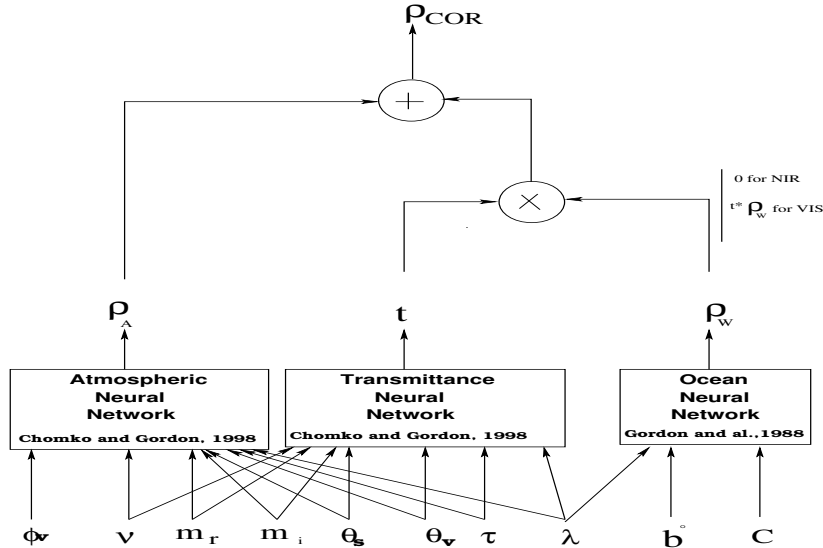 ρCOR
+
×
0 for NIR
t* ρW for VIS
ρA
t
ρW
Atmospheric
Neural
Network
Chomko and Gordon, 1998
Transmittance
Neural
Network
Chomko and Gordon, 1998
Ocean
Neural
Network
Gordon and al.,1988
ϕv ν mr mi θs θv τ λ b° C